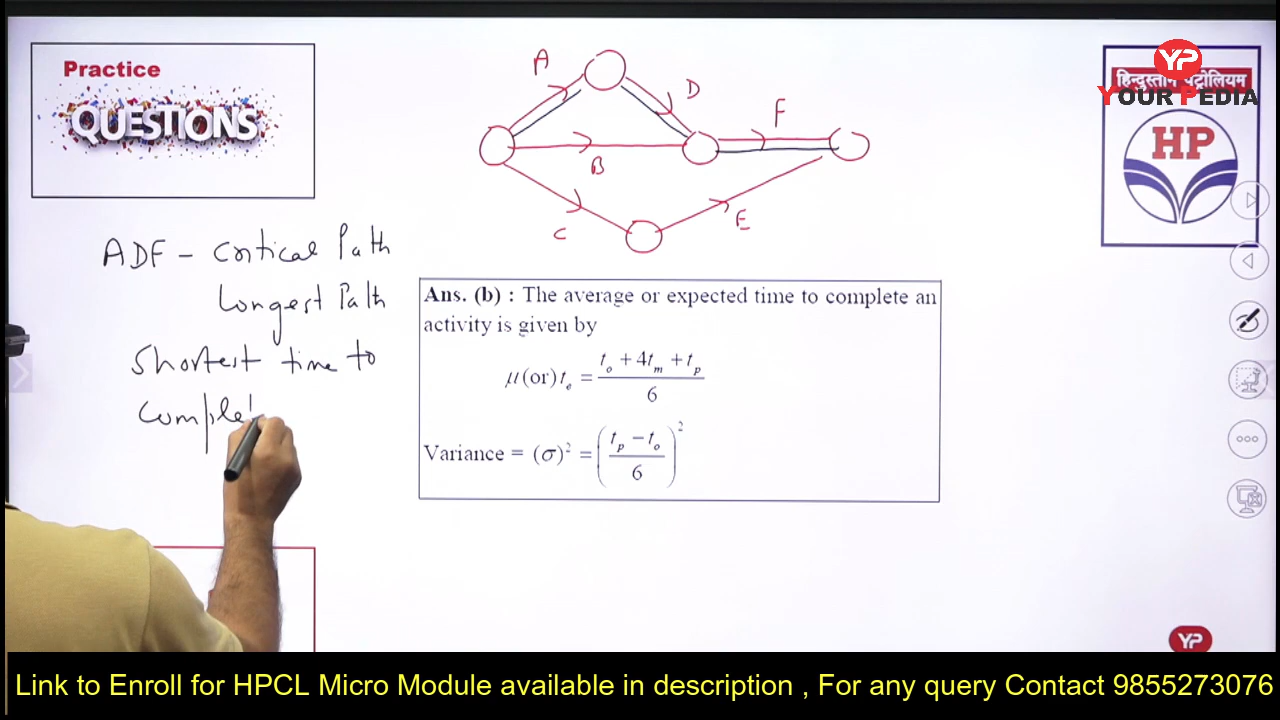 Practice
QUESTIONS
A
D
F
B
C
E
हिन्दुस्तान पेट्रोलियम
YP
YOUR PEDIA
HP
ADF - Critical Path
Longest Path
Shortest time to
Complet
Ans. (b) : The average or expected time to complete an
activity is given by
μ(or) tₑ = (tₒ + 4tₘ + tₚ) / 6
Variance = (σ)² = ((tₚ − tₒ) / 6)²
YP
Link to Enroll for HPCL Micro Module available in description , For any query Contact 9855273076